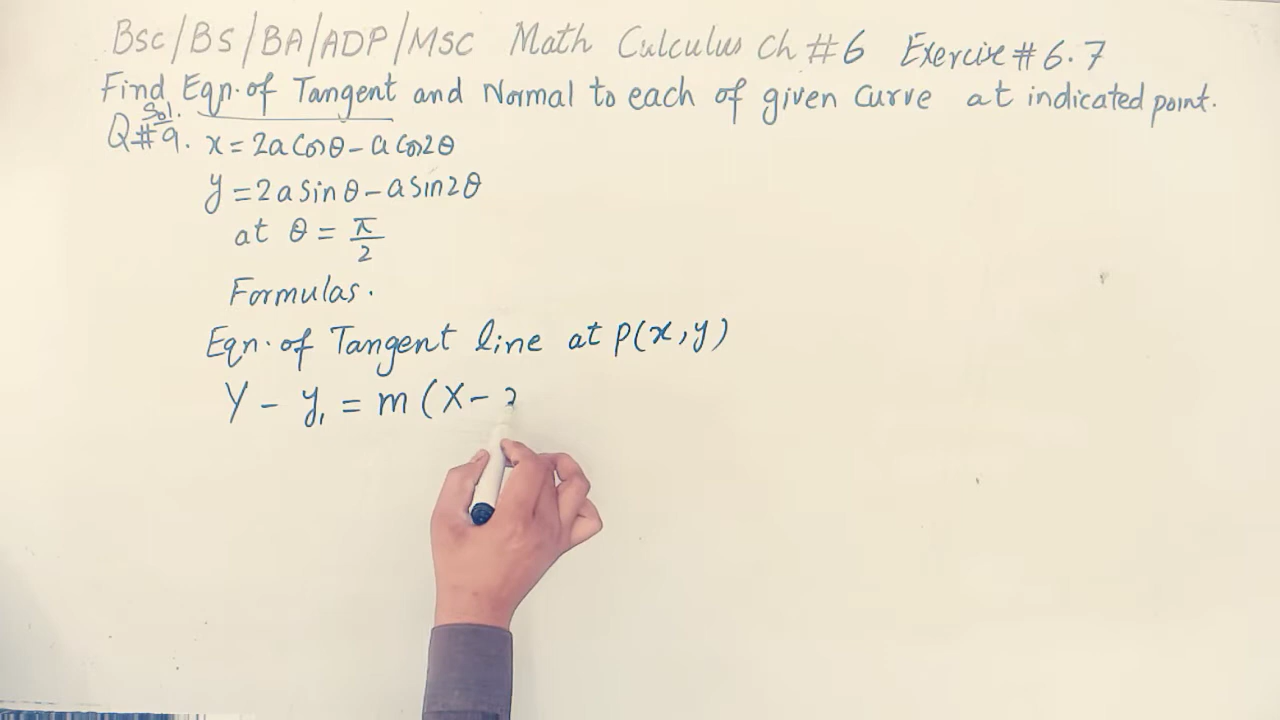 Bsc/BS/BA/ADP/MSC Math Calculus Ch #6 Exercise #6.7
Find Eqn. of Tangent and Normal to each of given Curve at indicated point.
Sol.
Q#9. x = 2a Cosθ - a Cos2θ
y = 2a Sin θ - a Sin2θ
at θ = π/2
Formulas.
Eqn. of Tangent line at P(x,y)
Y - y₁ = m (X -